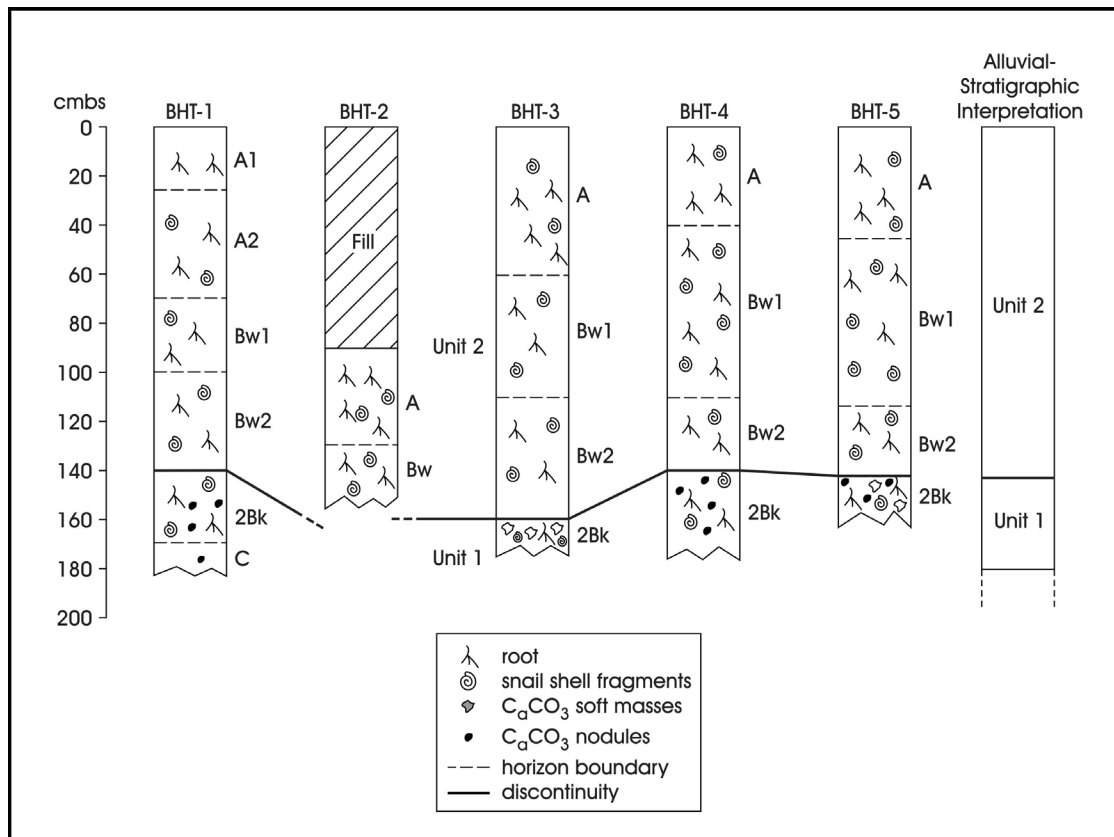 Alluvial-
Stratigraphic
Interpretation
cmbs
BHT-1
BHT-2
BHT-3
BHT-4
BHT-5
0
20
40
60
80
100
120
140
160
180
200
A1
A2
Bw1
Bw2
2Bk
C
Fill
A
Bw
Unit 2
Unit 1
A
Bw1
Bw2
2Bk
A
Bw1
Bw2
2Bk
A
Bw1
Bw2
2Bk
Unit 2
Unit 1
root
snail shell fragments
CaCO3 soft masses
CaCO3 nodules
horizon boundary
discontinuity